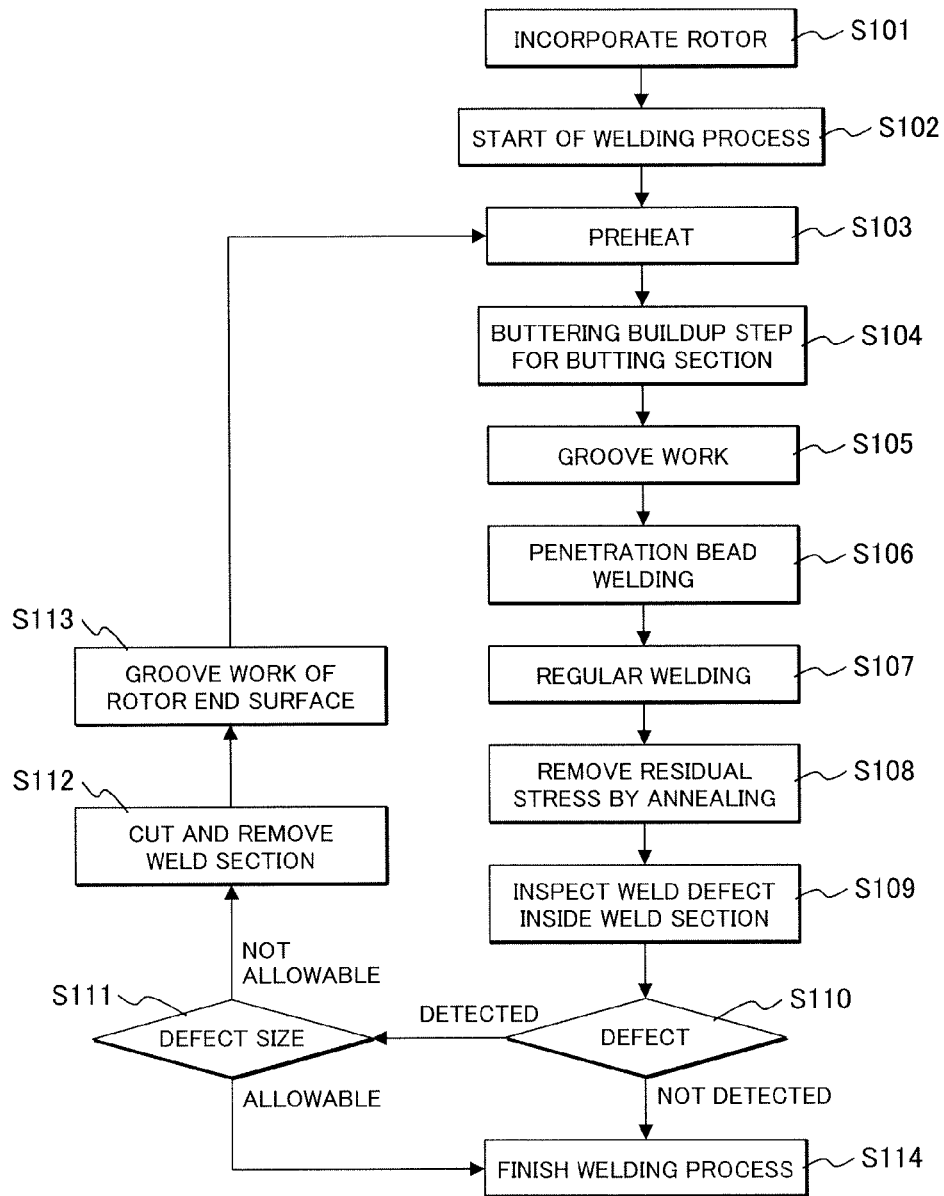 INCORPORATE ROTOR
S101
START OF WELDING PROCESS
S102
PREHEAT
S103
BUTTERING BUILDUP STEP
FOR BUTTING SECTION
S104
GROOVE WORK
S105
PENETRATION BEAD
WELDING
S106
REGULAR WELDING
S107
REMOVE RESIDUAL
STRESS BY ANNEALING
S108
INSPECT WELD DEFECT
INSIDE WELD SECTION
S109
DEFECT
S110
DETECTED
NOT DETECTED
DEFECT SIZE
S111
NOT
ALLOWABLE
ALLOWABLE
CUT AND REMOVE
WELD SECTION
S112
GROOVE WORK OF
ROTOR END SURFACE
S113
FINISH WELDING PROCESS
S114